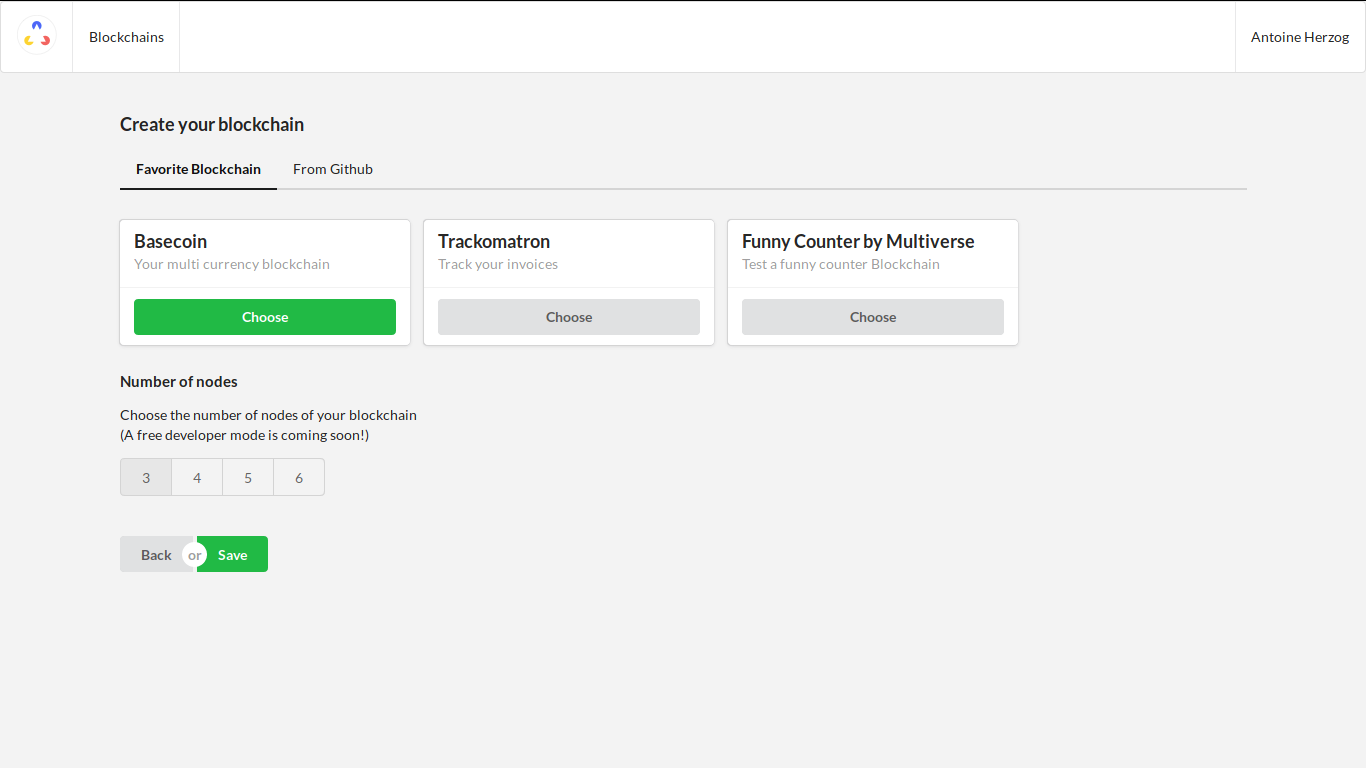 Blockchains
Antoine Herzog
Create your blockchain
Favorite Blockchain
From Github
Basecoin
Your multi currency blockchain
Choose
Trackomatron
Track your invoices
Choose
Funny Counter by Multiverse
Test a funny counter Blockchain
Choose
Number of nodes
Choose the number of nodes of your blockchain
(A free developer mode is coming soon!)
3 4 5 6
Back or Save